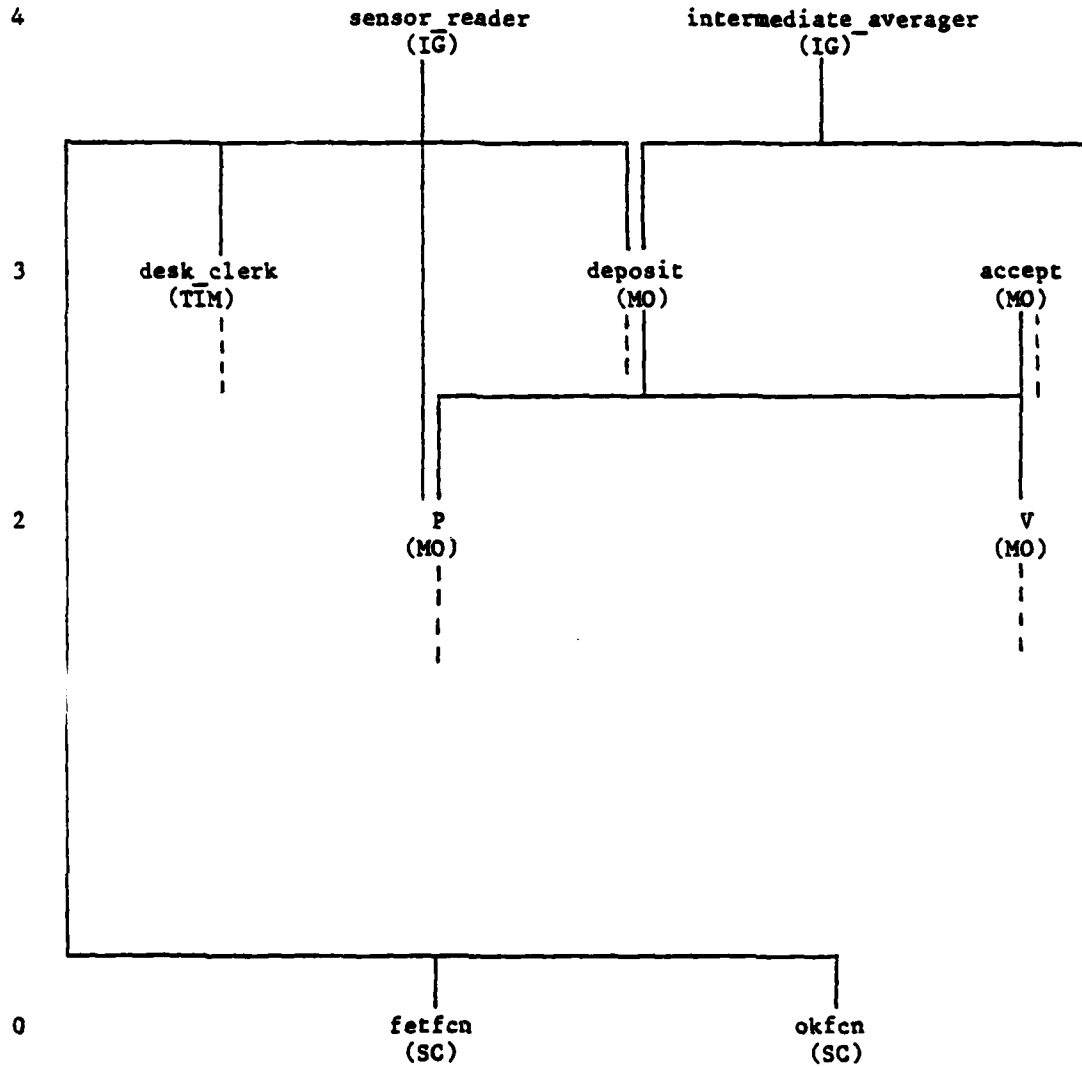 4 sensor_reader intermediate_averager
(IG) (IG)
3 desk_clerk deposit accept
(TIM) (MO) (MO)
2 P V
(MO) (MO)
0 fetfcn okfcn
(SC) (SC)